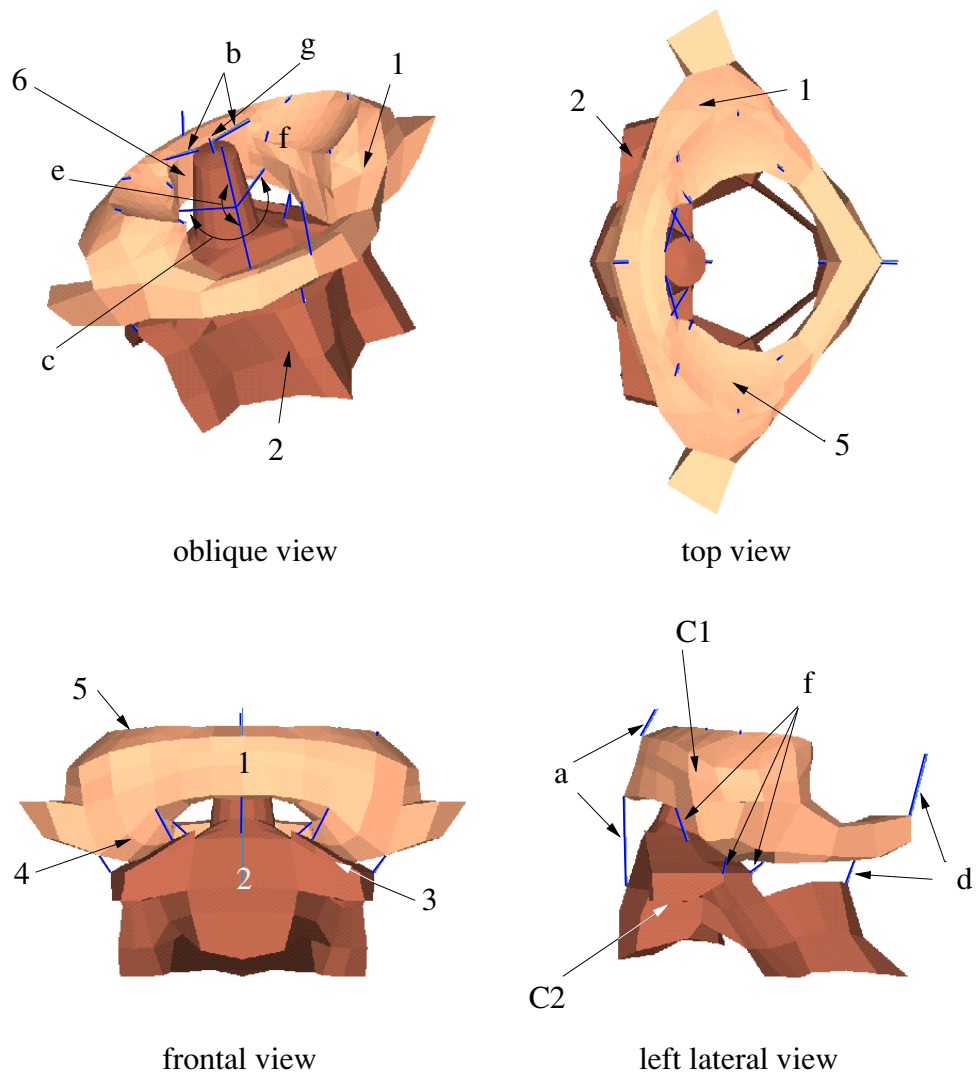 b g
6 1
2 1
f
e
c
2
5
oblique view
top view
C1
5
f
1
a
4
2
3
d
C2
frontal view
left lateral view